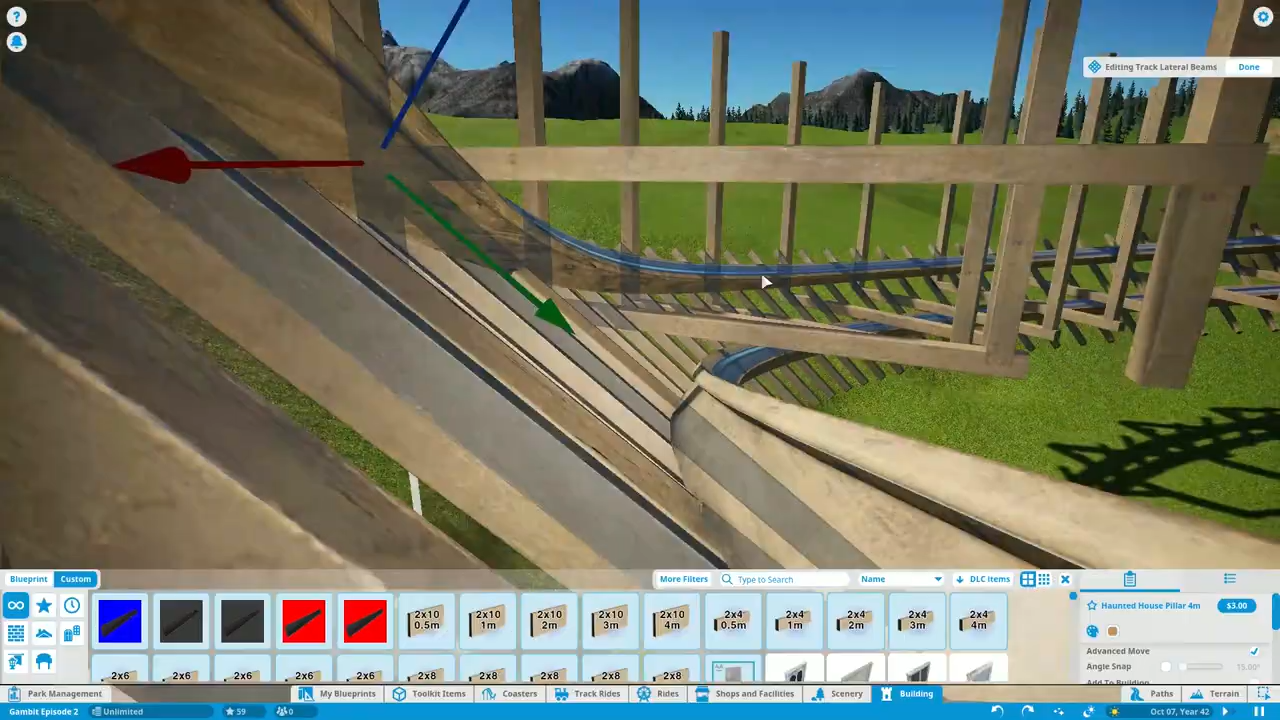 ?
Editing Track Lateral Beams Done
Blueprint Custom More Filters Type to Search Name DLC items
2x10 0.5m 2x10 1m 2x10 2m 2x10 3m 2x10 4m 2x4 0.5m 2x4 1m 2x4 2m 2x4 3m 2x4 4m
2x6 2x6 2x6 2x6 2x6 2x8 2x8 2x8 2x8 2x8
Haunted House Pillar 4m $3.00
Advanced Move
Angle Snap 15.00°
Park Management My Blueprints Toolkit Items Coasters Track Rides Rides Shops and Facilities Scenery Building Paths Terrain
Gambit Episode 2 Unlimited 59 0 Oct 07, Year 42